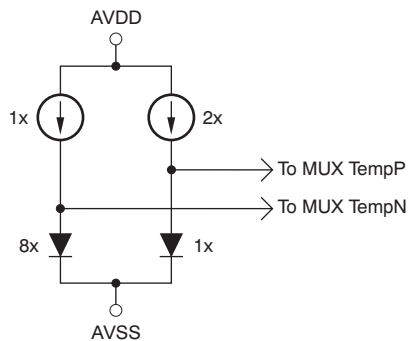 AVDD
1x
2x
To MUX TempP
To MUX TempN
8x
1x
AVSS